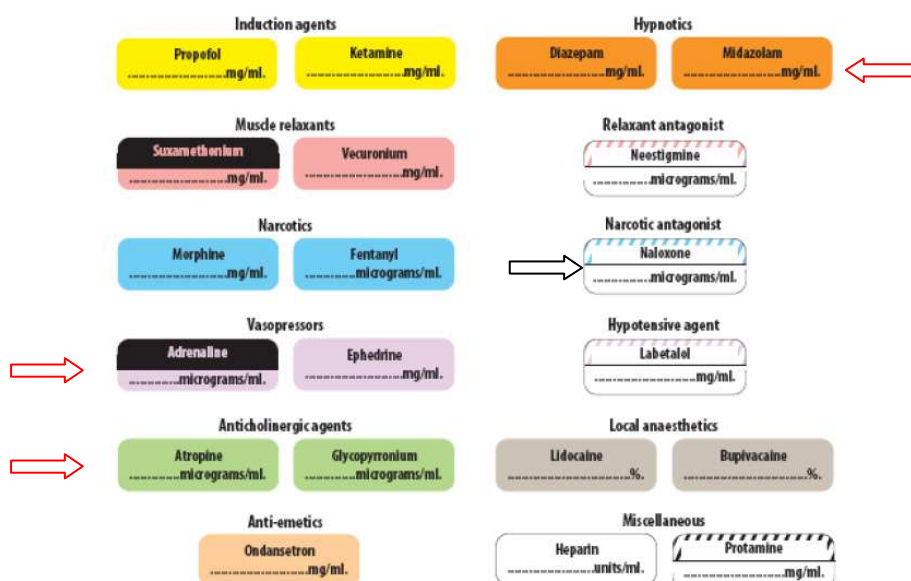 Induction agents
Propofol
........................mg/ml.
Ketamine
........................mg/ml.
Hypnotics
Diazepam
........................mg/ml.
Midazolam
........................mg/ml.
Muscle relaxants
Suxamethonium
........................mg/ml.
Vecuronium
........................mg/ml.
Relaxant antagonist
Neostigmine
..............micrograms/ml.
Narcotics
Morphine
........................mg/ml.
Fentanyl
..............micrograms/ml.
Narcotic antagonist
Naloxone
..............micrograms/ml.
Vasopressors
Adrenaline
............micrograms/ml.
Ephedrine
........................mg/ml.
Hypotensive agent
Labetalol
.........................mg/ml.
Anticholinergic agents
Atropine
............micrograms/ml.
Glycopyrronium
............micrograms/ml.
Local anaesthetics
Lidocaine
..............................%.
Bupivacaine
..............................%.
Anti-emetics
Ondansetron
........................mg/ml.
Miscellaneous
Heparin
.....................units/ml.
Protamine
........................mg/ml.